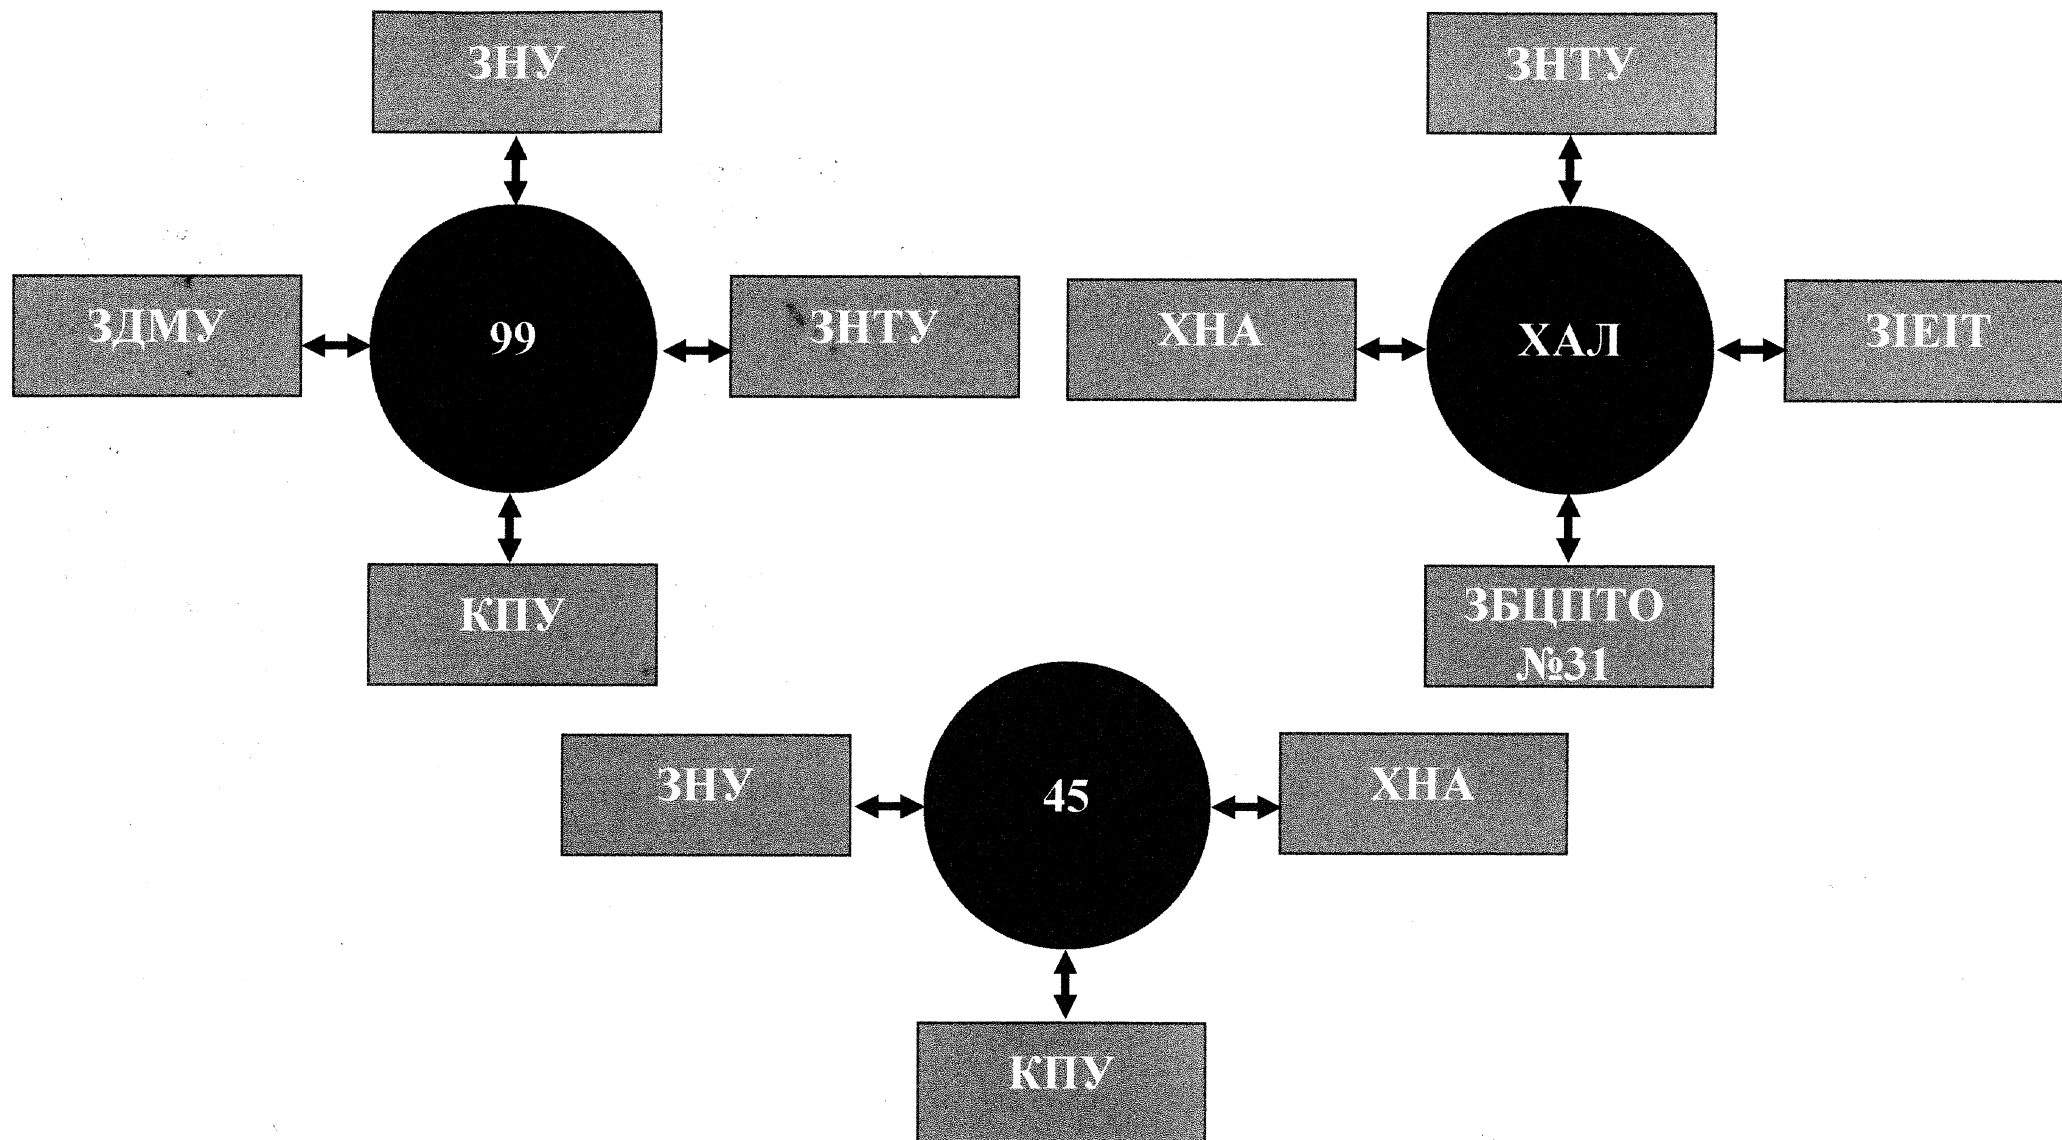 ЗНУ
ЗНТУ
ЗДМУ
99
ЗНТУ
ХНА
ХАЛ
ЗІЕІТ
КПУ
ЗБЦПТО
№31
ЗНУ
45
ХНА
КПУ